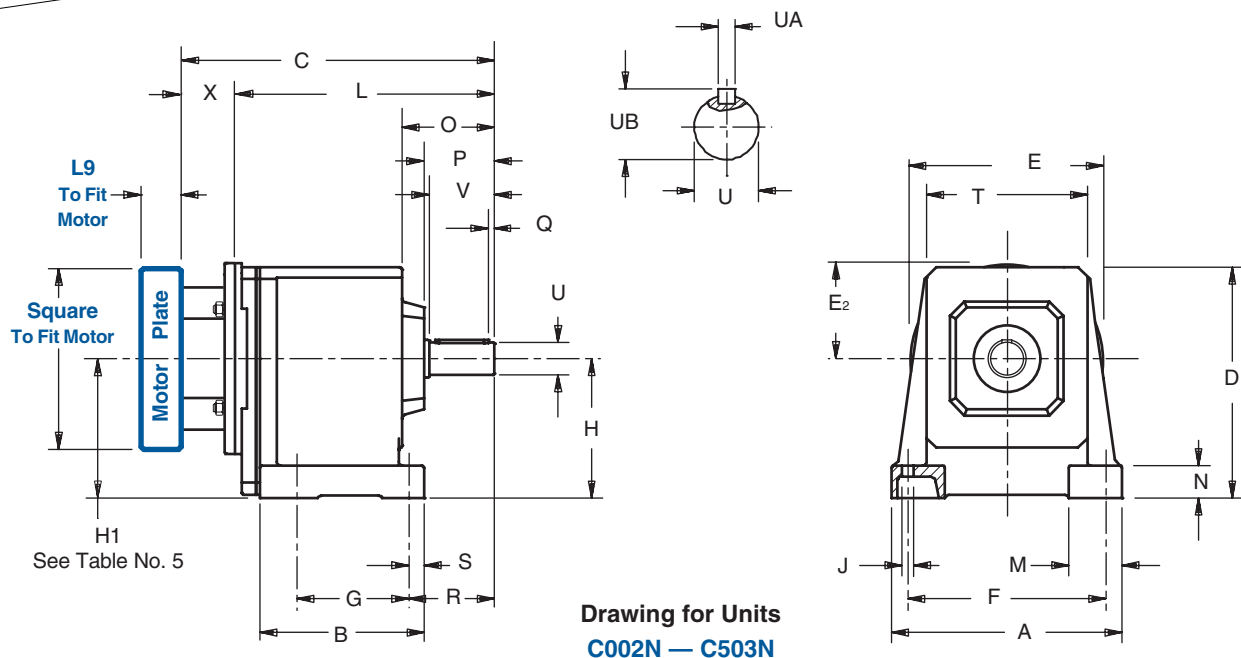 UA
C
X
L
O
UB
P
E
L9
To Fit
Motor
V
T
U
Q
U
E2
Square
To Fit Motor
Motor Plate
D
H
N
H1
See Table No. 5
S
J
M
G
R
F
B
A
Drawing for Units
C002N — C503N